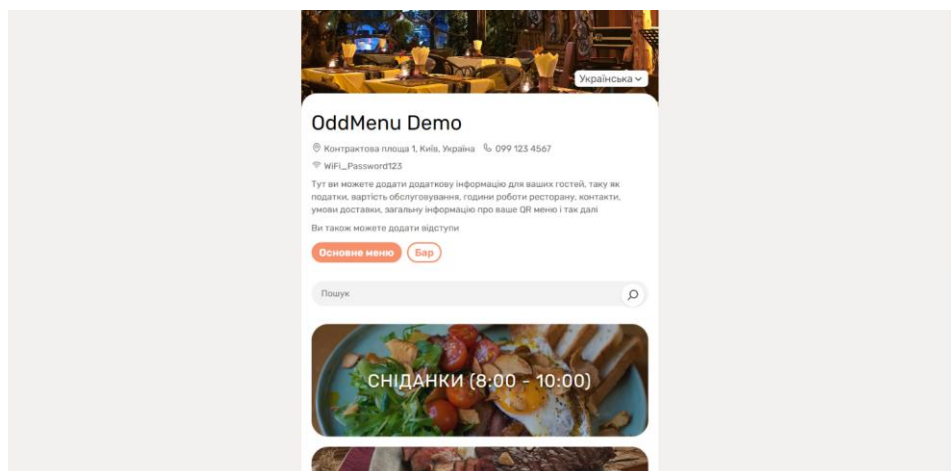 Українська
OddMenu Demo
Контрактова площа 1, Київ, Україна 099 123 4567
WiFi_Password123
Тут ви можете додати додаткову інформацію для ваших гостей, таку як
податки, вартість обслуговування, години роботи ресторану, контакти,
умови доставки, загальну інформацію про ваше QR меню і так далі
Ви також можете додати відступи
Основне меню Бар
Пошук
СНІДАНКИ (8:00 - 10:00)